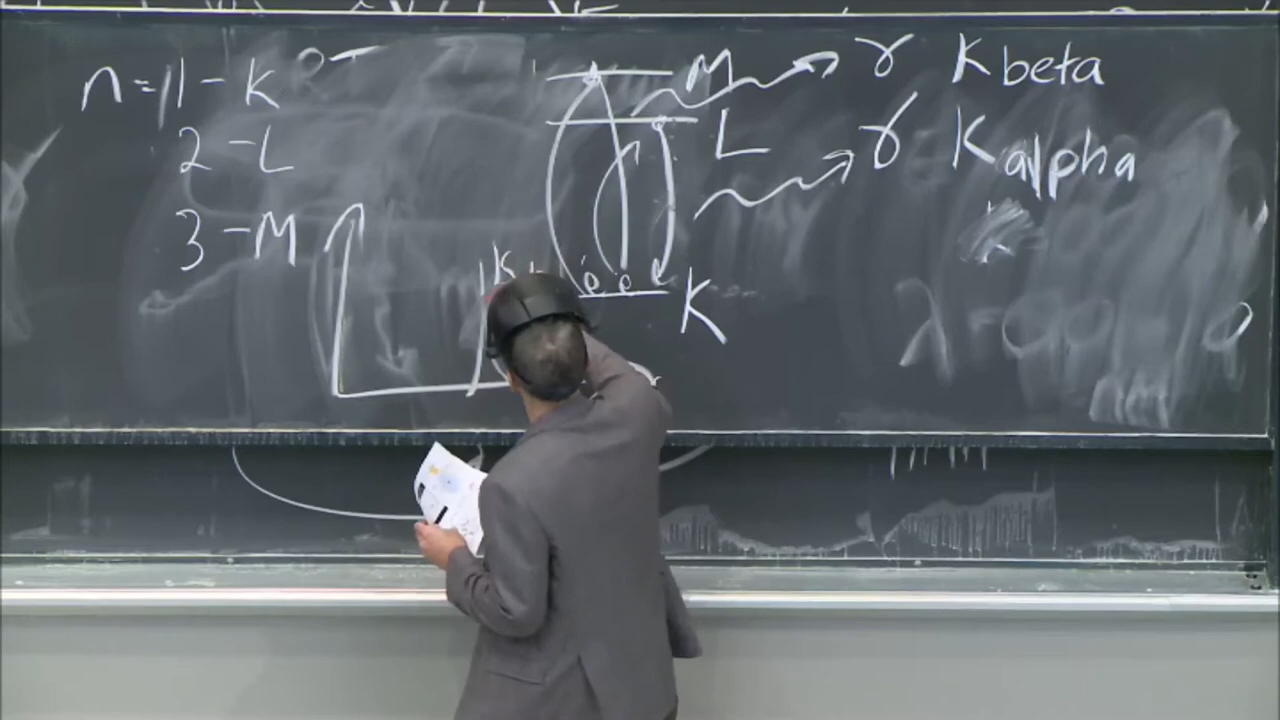 n=1 - K
2 - L
3 - M
M γ K beta
L γ K alpha
K
e e K